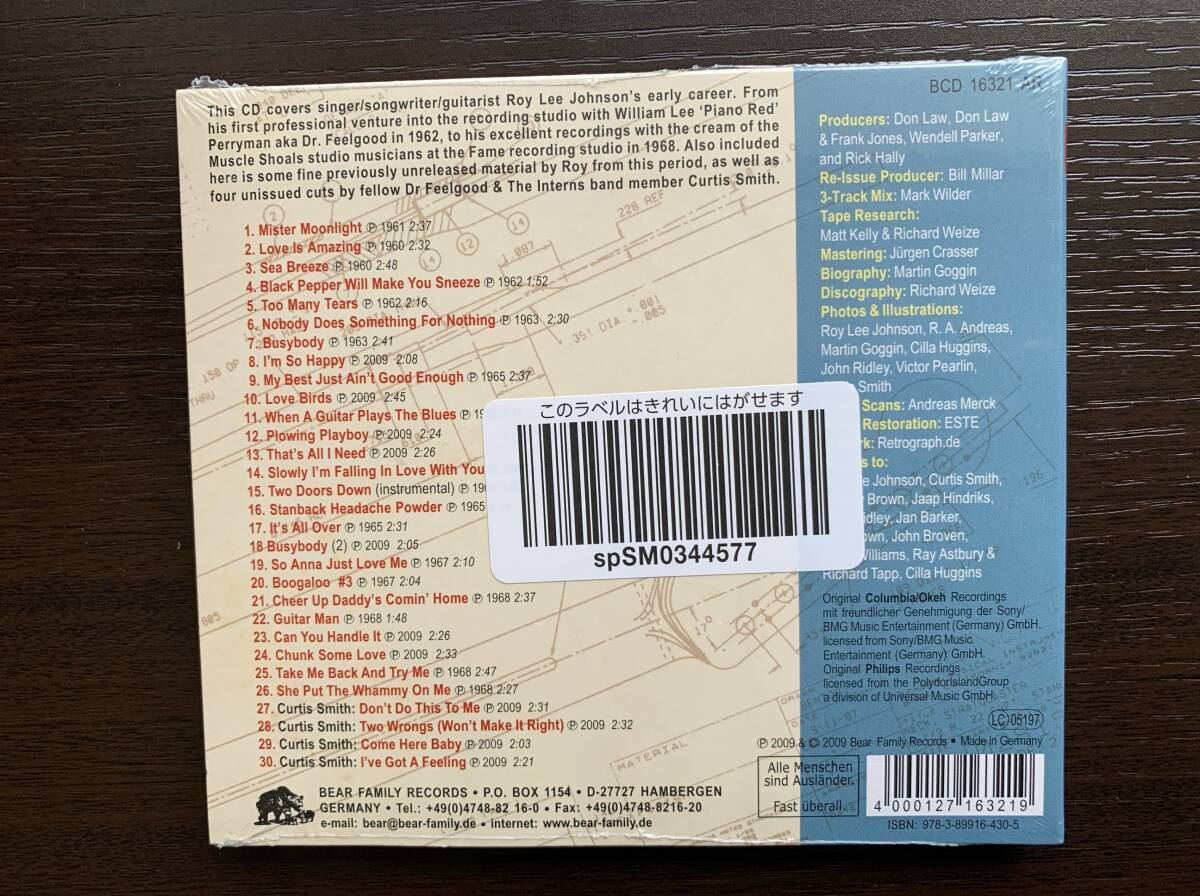 BCD 16321 AR
This CD covers singer/songwriter/guitarist Roy Lee Johnson's early career. From
his first professional venture into the recording studio with William Lee 'Piano Red'
Perryman aka Dr. Feelgood in 1962, to his excellent recordings with the cream of the
Muscle Shoals studio musicians at the Fame recording studio in 1968. Also included
here is some fine previously unreleased material by Roy from this period, as well as
four unissued cuts by fellow Dr Feelgood & The Interns band member Curtis Smith.
1. Mister Moonlight ℗ 1961 2:37
2. Love Is Amazing ℗ 1960 2:32
3. Sea Breeze ℗ 1960 2:48
4. Black Pepper Will Make You Sneeze ℗ 1962 1:52
5. Too Many Tears ℗ 1962 2:16
6. Nobody Does Something For Nothing ℗ 1963 2:30
7. Busybody ℗ 1963 2:41
8. I'm So Happy ℗ 2009 2:08
9. My Best Just Ain't Good Enough ℗ 1965 2:37
10. Love Birds ℗ 2009 2:45
11. When A Guitar Plays The Blues ℗
12. Plowing Playboy ℗ 2009 2:24
13. That's All I Need ℗ 2009 2:26
14. Slowly I'm Falling In Love With You
15. Two Doors Down (instrumental) ℗
16. Stanback Headache Powder ℗ 1965
17. It's All Over ℗ 1965 2:31
18 Busybody (2) ℗ 2009 2:05
19. So Anna Just Love Me ℗ 1967 2:10
20. Boogaloo #3 ℗ 1967 2:04
21. Cheer Up Daddy's Comin' Home ℗ 1968 2:37
22. Guitar Man ℗ 1968 1:48
23. Can You Handle It ℗ 2009 2:26
24. Chunk Some Love ℗ 2009 2:33
25. Take Me Back And Try Me ℗ 1968 2:47
26. She Put The Whammy On Me ℗ 1968 2:27
27. Curtis Smith: Don't Do This To Me ℗ 2009 2:31
28. Curtis Smith: Two Wrongs (Won't Make It Right) ℗ 2009 2:32
29. Curtis Smith: Come Here Baby ℗ 2009 2:03
30. Curtis Smith: I've Got A Feeling ℗ 2009 2:21
BEAR FAMILY RECORDS • P.O. BOX 1154 • D-27727 HAMBERGEN
GERMANY • Tel.: +49(0)4748-82 16-0 • Fax: +49(0)4748-8216-20
e-mail: bear@bear-family.de • internet: www.bear-family.de
このラベルはきれいにはがせます
spSM0344577
Producers: Don Law, Don Law
& Frank Jones, Wendell Parker,
and Rick Hally
Re-Issue Producer: Bill Millar
3-Track Mix: Mark Wilder
Tape Research:
Matt Kelly & Richard Weize
Mastering: Jürgen Crasser
Biography: Martin Goggin
Discography: Richard Weize
Photos & Illustrations:
Roy Lee Johnson, R. A. Andreas,
Martin Goggin, Cilla Huggins,
John Ridley, Victor Pearlin,
Smith
Scans: Andreas Merck
Restoration: ESTE
Retrograph.de
to:
Johnson, Curtis Smith,
Brown, Jaap Hindriks,
Jan Barker,
John Broven,
Williams, Ray Astbury &
Richard Tapp, Cilla Huggins
Original Columbia/Okeh Recordings
mit freundlicher Genehmigung der Sony/
BMG Music Entertainment (Germany) GmbH.
licensed from Sony/BMG Music
Entertainment (Germany) GmbH.
Original Philips Recordings
licensed from the PolydorIslandGroup
a division of Universal Music GmbH
LC 05197
℗ 2009 & © 2009 Bear Family Records • Made in Germany
Alle Menschen
sind Ausländer.
Fast überall.
4 000127 163219
ISBN: 978-3-89916-430-5
228 REF
.087
.351 DIA +.001
.005
.150 DP
THRU
12
14
14
2
17°
196
005
MATERIAL